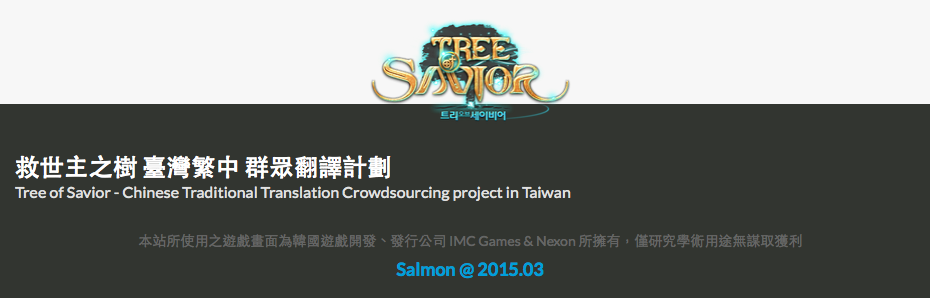 TREE
of
SAVIOR
트리오브세이비어
救世主之樹 臺灣繁中 群眾翻譯計劃
Tree of Savior - Chinese Traditional Translation Crowdsourcing project in Taiwan
本站所使用之遊戲畫面為韓國遊戲開發、發行公司 IMC Games & Nexon 所擁有，僅研究學術用途無謀取獲利
Salmon @ 2015.03